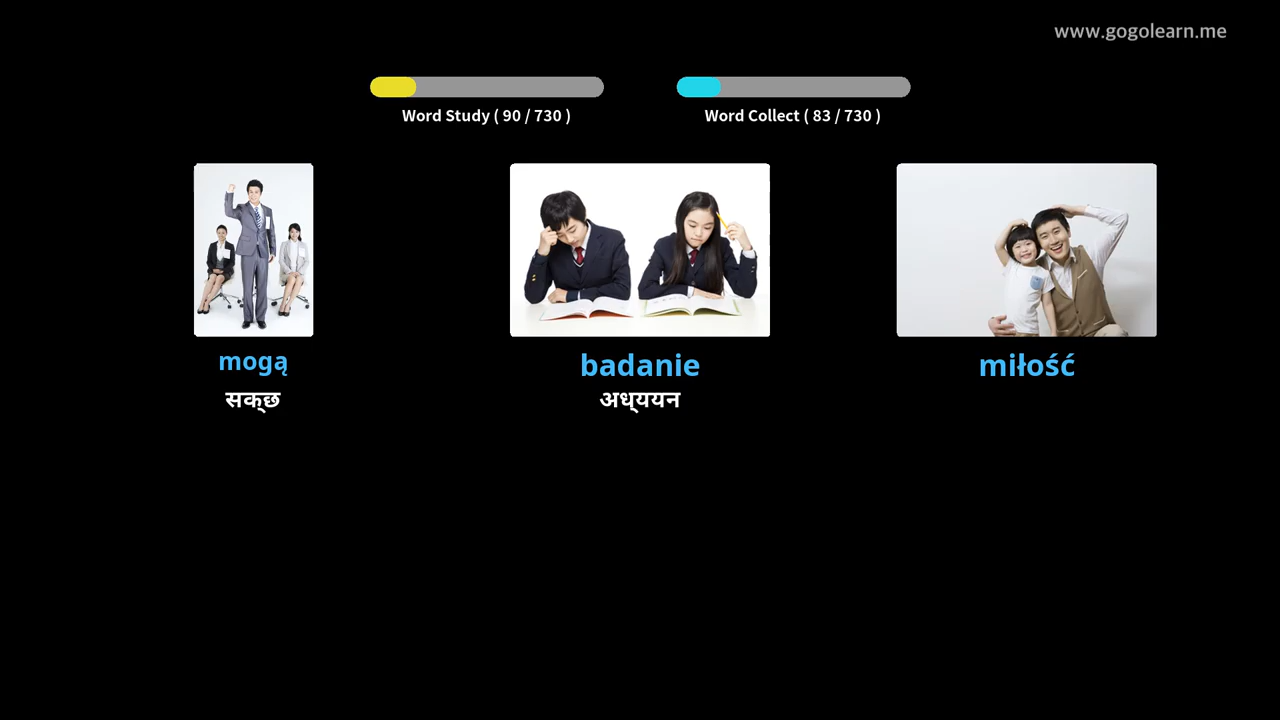 www.gogolearn.me
Word Study ( 90 / 730 )
Word Collect ( 83 / 730 )
mogą
badanie
miłość
सक्छ
अध्ययन